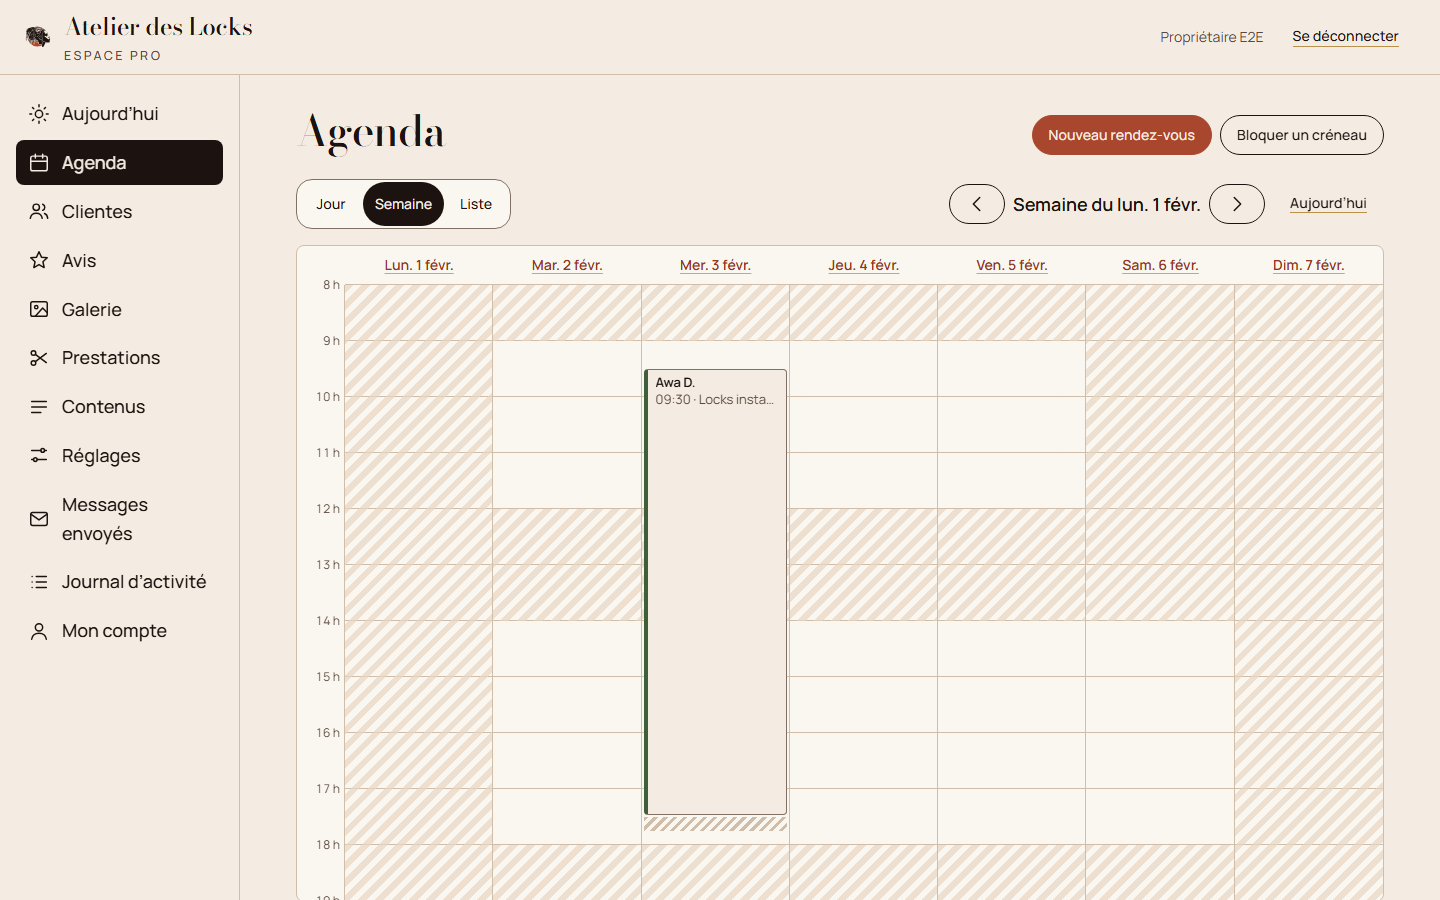 Atelier des Locks
ESPACE PRO
Propriétaire E2E
Se déconnecter
Aujourd’hui
Agenda
Clientes
Avis
Galerie
Prestations
Contenus
Réglages
Messages
envoyés
Journal d’activité
Mon compte
Agenda
Nouveau rendez-vous
Bloquer un créneau
Jour
Semaine
Liste
Semaine du lun. 1 févr.
Aujourd’hui
Lun. 1 févr.
Mar. 2 févr.
Mer. 3 févr.
Jeu. 4 févr.
Ven. 5 févr.
Sam. 6 févr.
Dim. 7 févr.
8 h
9 h
Awa D.
09:30 · Locks insta...
10 h
11 h
12 h
13 h
14 h
15 h
16 h
17 h
18 h